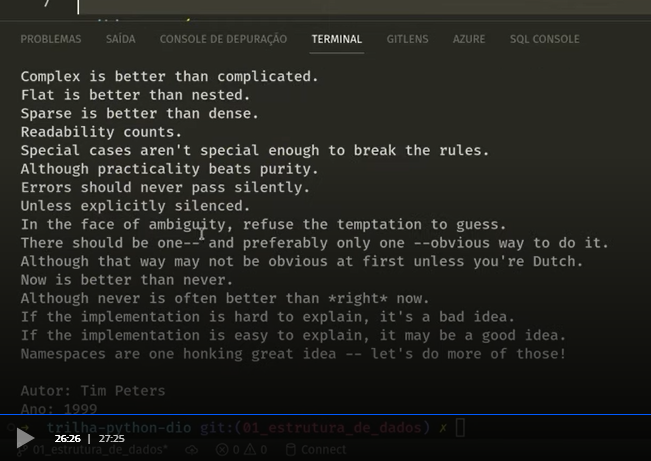 7
PROBLEMAS SAÍDA CONSOLE DE DEPURAÇÃO TERMINAL GITLENS AZURE SQL CONSOLE
Complex is better than complicated.
Flat is better than nested.
Sparse is better than dense.
Readability counts.
Special cases aren't special enough to break the rules.
Although practicality beats purity.
Errors should never pass silently.
Unless explicitly silenced.
In the face of ambiguity, refuse the temptation to guess.
There should be one-- and preferably only one --obvious way to do it.
Although that way may not be obvious at first unless you're Dutch.
Now is better than never.
Although never is often better than *right* now.
If the implementation is hard to explain, it's a bad idea.
If the implementation is easy to explain, it may be a good idea.
Namespaces are one honking great idea -- let's do more of those!
Autor: Tim Peters
Ano: 1999
→ trilha-python-dio git:(01_estrutura_de_dados) ✗
26:26 | 27:25
01_estrutura_de_dados* 0 0 Connect